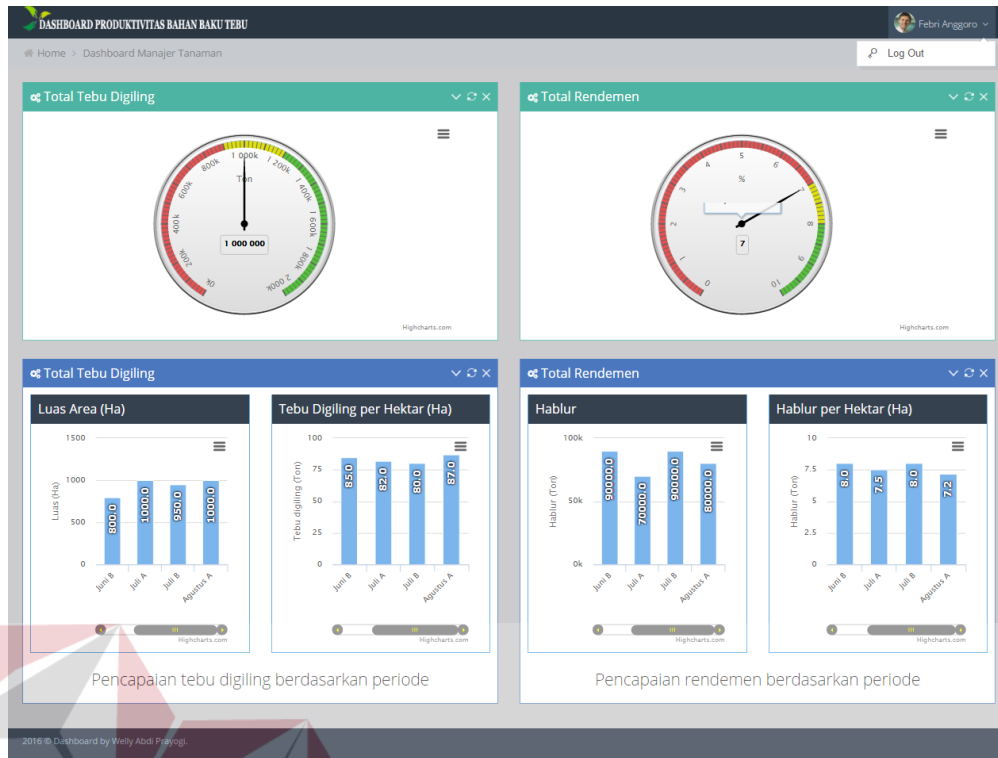 DASHBOARD PRODUKTIVITAS BAHAN BAKU TEBU
Febri Anggoro
Home > Dashboard Manajer Tanaman
Log Out
Total Tebu Digiling
Total Rendemen
0k 200k 400k 600k 800k 1 000k 1 200k 1 400k 1 600k 1 800k 2 000k
Ton
1 000 000
Highcharts.com
0 1 2 3 4 5 6 7 8 9 10
%
7
Highcharts.com
Total Tebu Digiling
Total Rendemen
Luas Area (Ha)
Luas (Ha)
1500
1000
500
0
800.0 1000.0 950.0 1000.0
Juni B Juli A Juli B Agustus A
Highcharts.com
Tebu Digiling per Hektar (Ha)
Tebu digiling (Ton)
100
75
50
25
0
85.0 82.0 80.0 87.0
Juni B Juli A Juli B Agustus A
Highcharts.com
Hablur
Hablur (Ton)
100k
50k
0k
90000.0 70000.0 90000.0 80000.0
Juni B Juli A Juli B Agustus A
Highcharts.com
Hablur per Hektar (Ha)
Hablur (Ton)
10
7.5
5
2.5
0
8.0 7.5 8.0 7.2
Juni B Juli A Juli B Agustus A
Highcharts.com
Pencapaian tebu digiling berdasarkan periode
Pencapaian rendemen berdasarkan periode
2016 © Dashboard by Welly Abdi Prayogi.